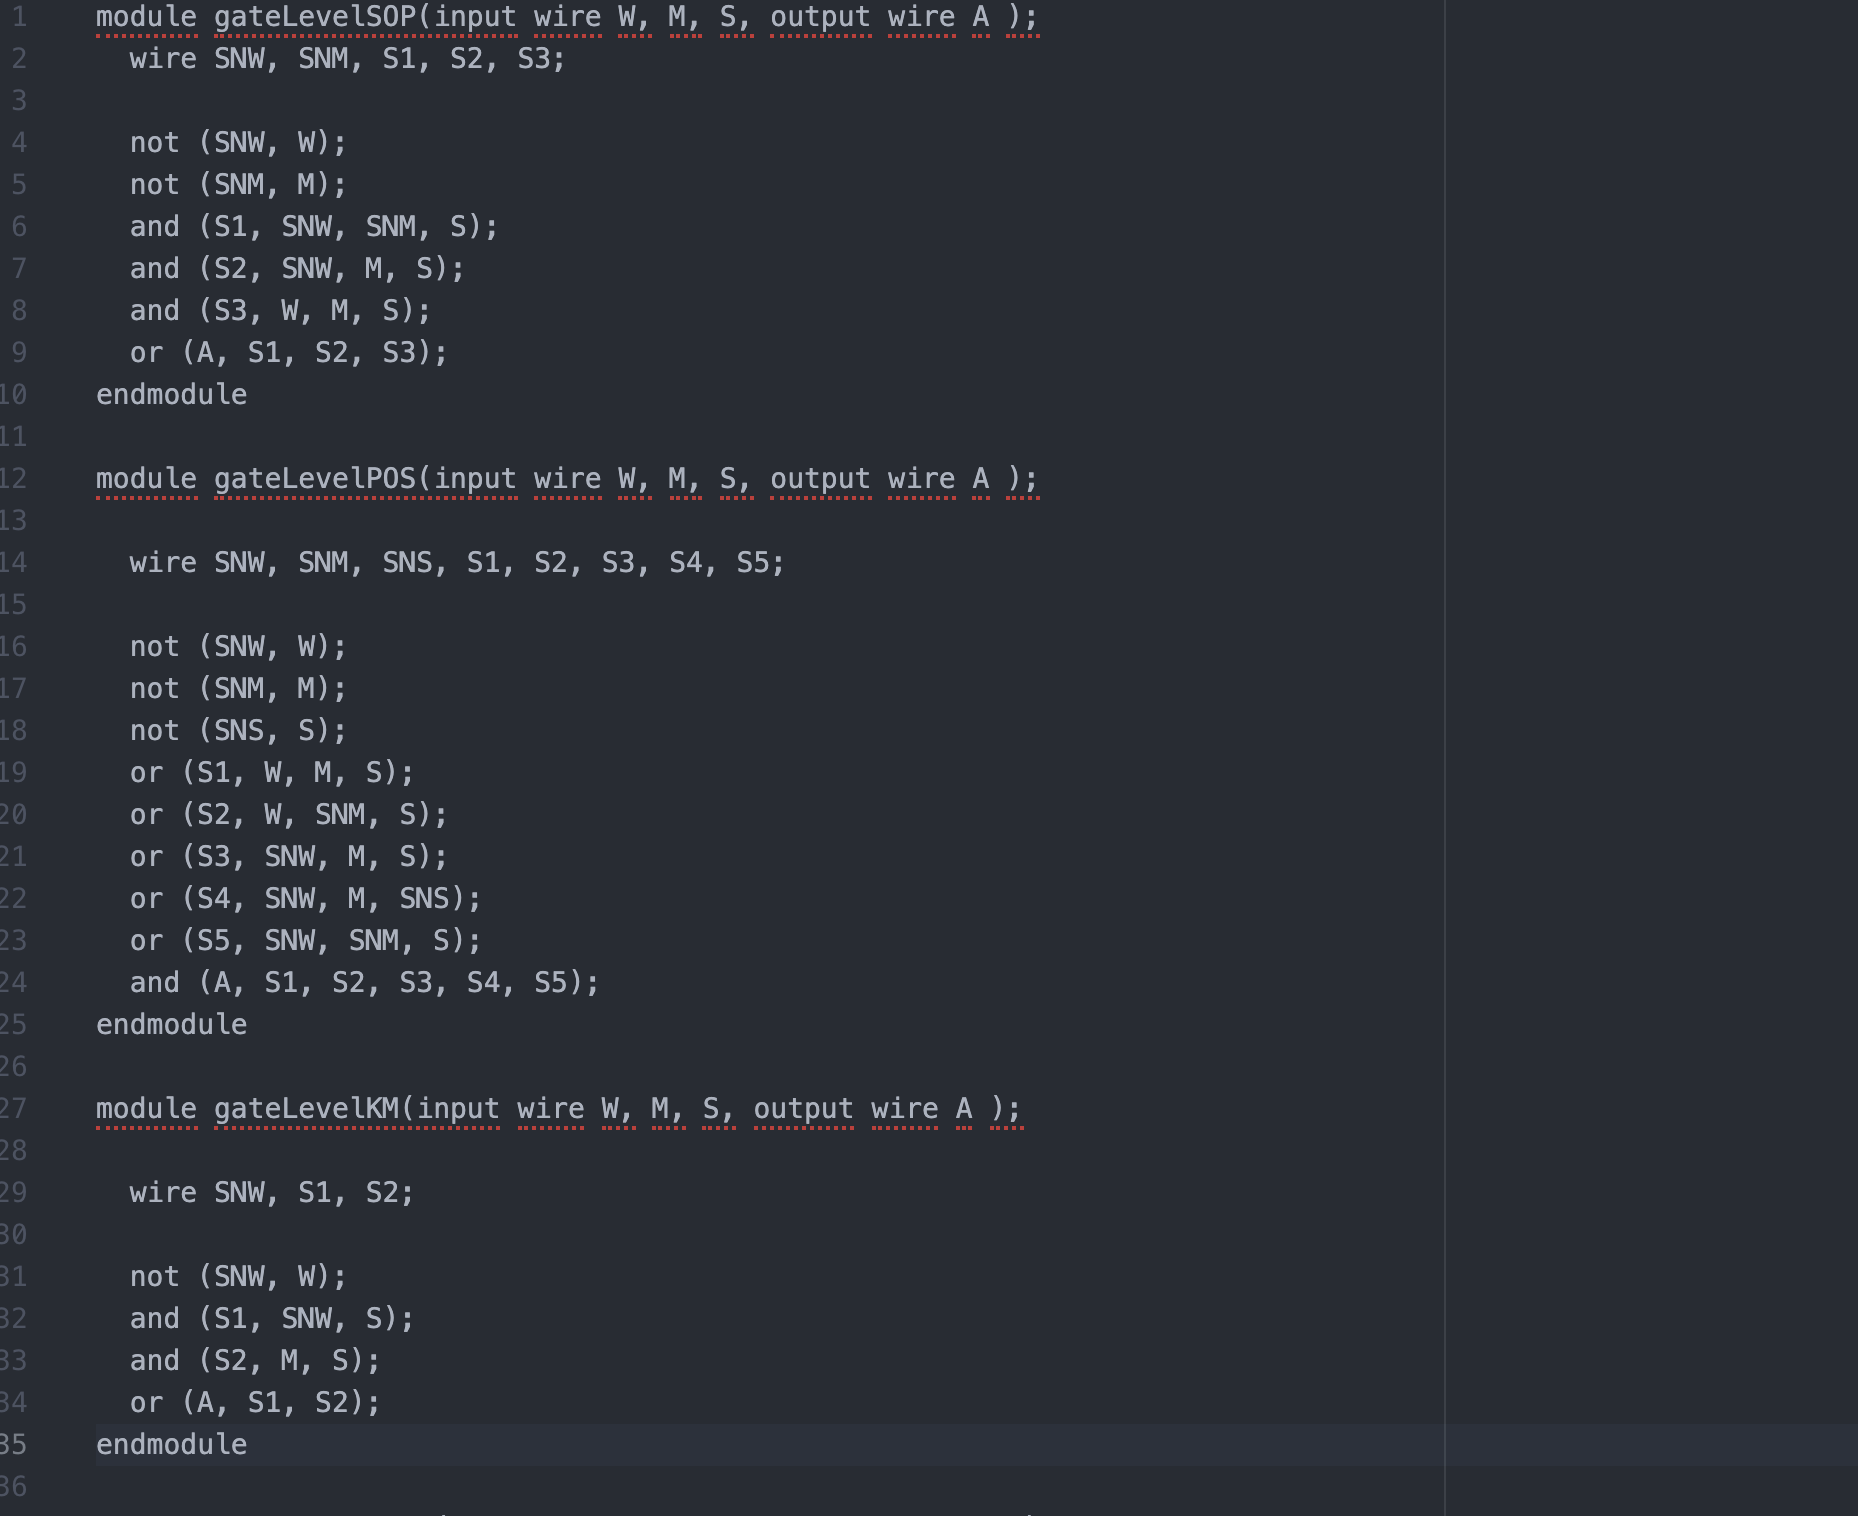 1 module gateLevelSOP(input wire W, M, S, output wire A );
2 wire SNW, SNM, S1, S2, S3;
3
4 not (SNW, W);
5 not (SNM, M);
6 and (S1, SNW, SNM, S);
7 and (S2, SNW, M, S);
8 and (S3, W, M, S);
9 or (A, S1, S2, S3);
10 endmodule
11
12 module gateLevelPOS(input wire W, M, S, output wire A );
13
14 wire SNW, SNM, SNS, S1, S2, S3, S4, S5;
15
16 not (SNW, W);
17 not (SNM, M);
18 not (SNS, S);
19 or (S1, W, M, S);
20 or (S2, W, SNM, S);
21 or (S3, SNW, M, S);
22 or (S4, SNW, M, SNS);
23 or (S5, SNW, SNM, S);
24 and (A, S1, S2, S3, S4, S5);
25 endmodule
26
27 module gateLevelKM(input wire W, M, S, output wire A );
28
29 wire SNW, S1, S2;
30
31 not (SNW, W);
32 and (S1, SNW, S);
33 and (S2, M, S);
34 or (A, S1, S2);
35 endmodule
36